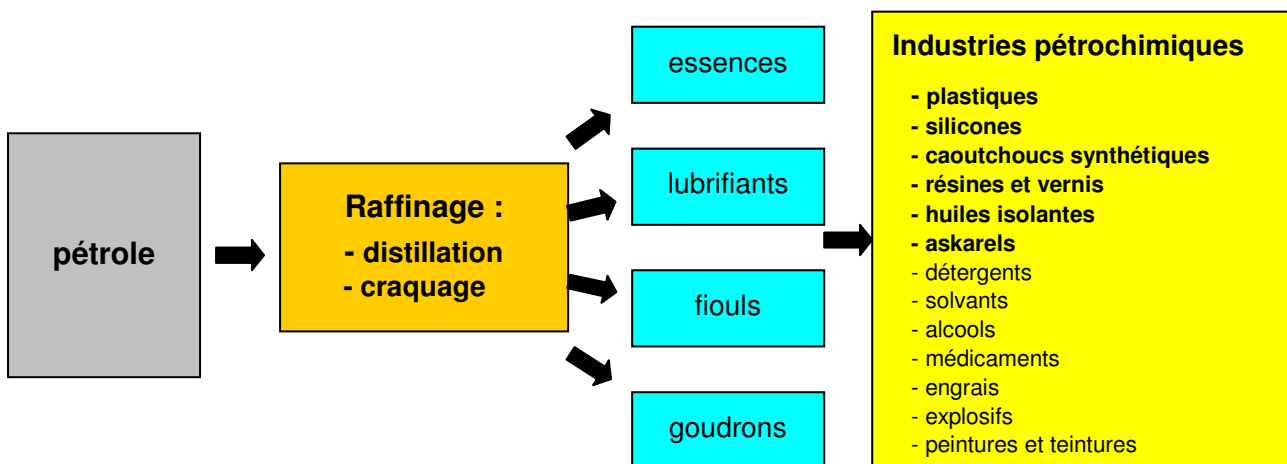 pétrole
Raffinage :
- distillation
- craquage
essences
lubrifiants
fiouls
goudrons
Industries pétrochimiques
- plastiques
- silicones
- caoutchoucs synthétiques
- résines et vernis
- huiles isolantes
- askarels
- détergents
- solvants
- alcools
- médicaments
- engrais
- explosifs
- peintures et teintures